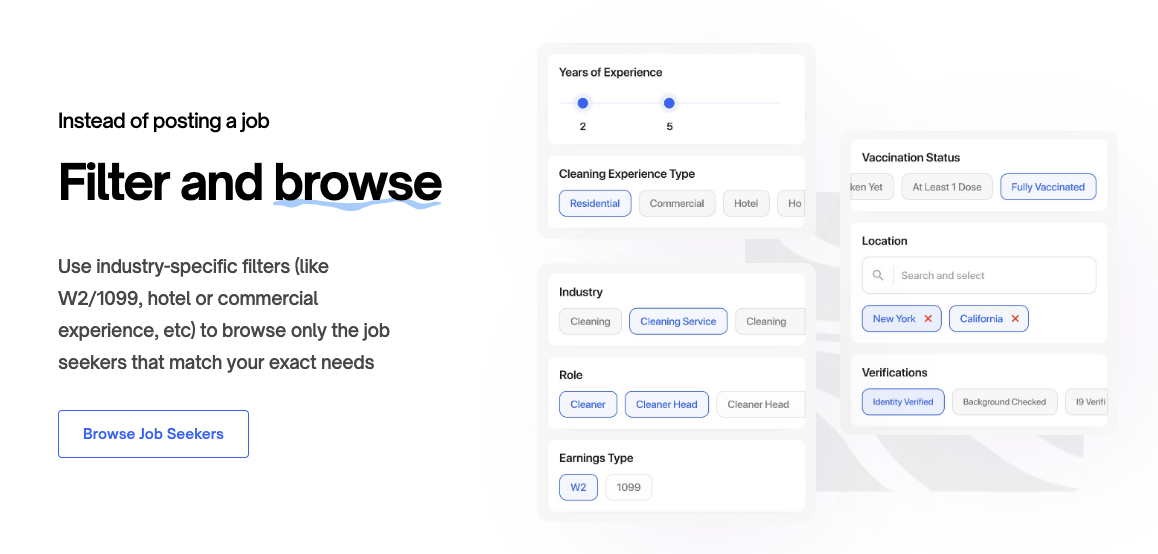 Instead of posting a job
Filter and browse
Use industry-specific filters (like
W2/1099, hotel or commercial
experience, etc) to browse only the job
seekers that match your exact needs
Browse Job Seekers
Years of Experience
2 5
Cleaning Experience Type
Residential Commercial Hotel Ho
Industry
Cleaning Cleaning Service Cleaning
Role
Cleaner Cleaner Head Cleaner Head
Earnings Type
W2 1099
Vaccination Status
ken Yet At Least 1 Dose Fully Vaccinated
Location
Search and select
New York California
Verifications
Identity Verified Background Checked I9 Verifi